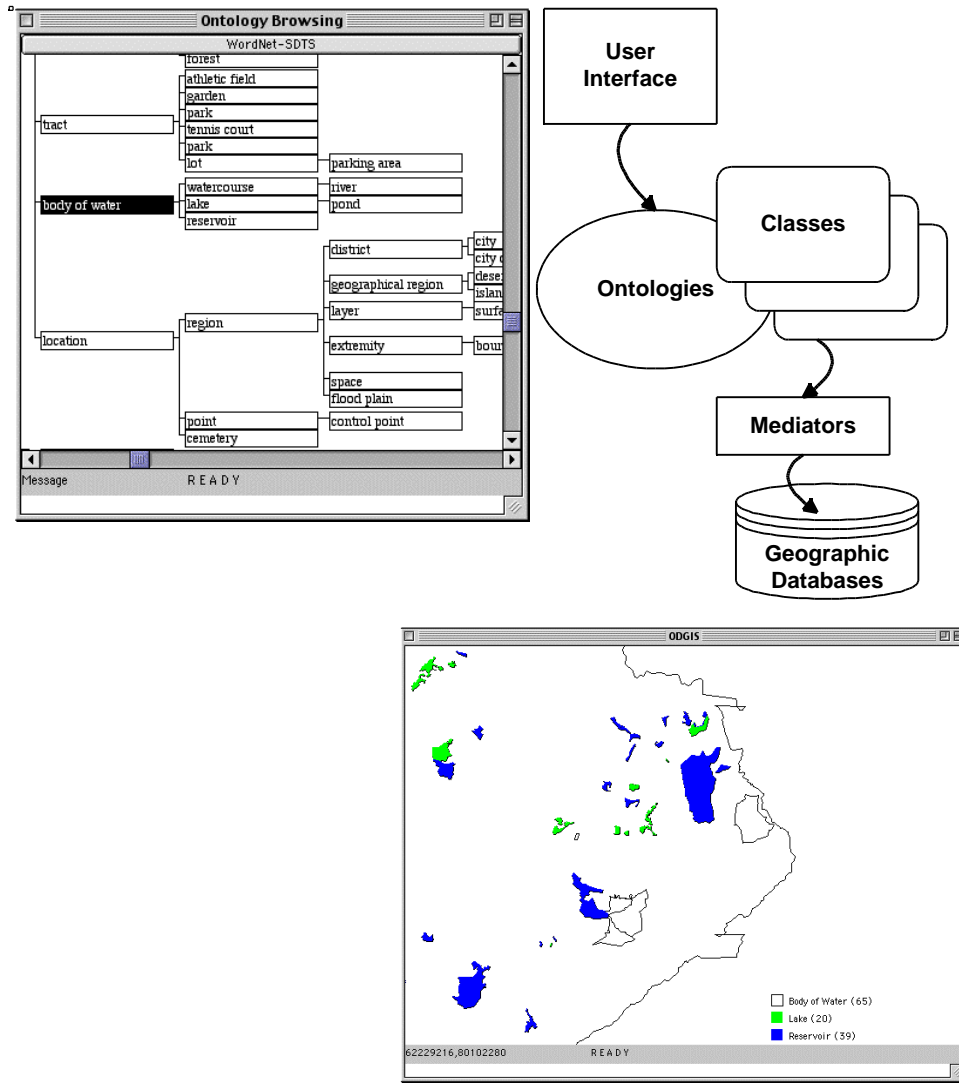 Ontology Browsing
WordNet-SDTS
forest
athletic field
garden
park
tract
tennis court
park
lot
parking area
watercourse
river
body of water
lake
pond
reservoir
district
city
city
geographical region
layer
region
location
extremity
space
flood plain
point
control point
cemetery
Message
READY
User
Interface
Classes
Ontologies
Mediators
Geographic
Databases
ODGIS
Body of Water (65)
Lake (20)
Reservoir (39)
62229216,80102280
READY